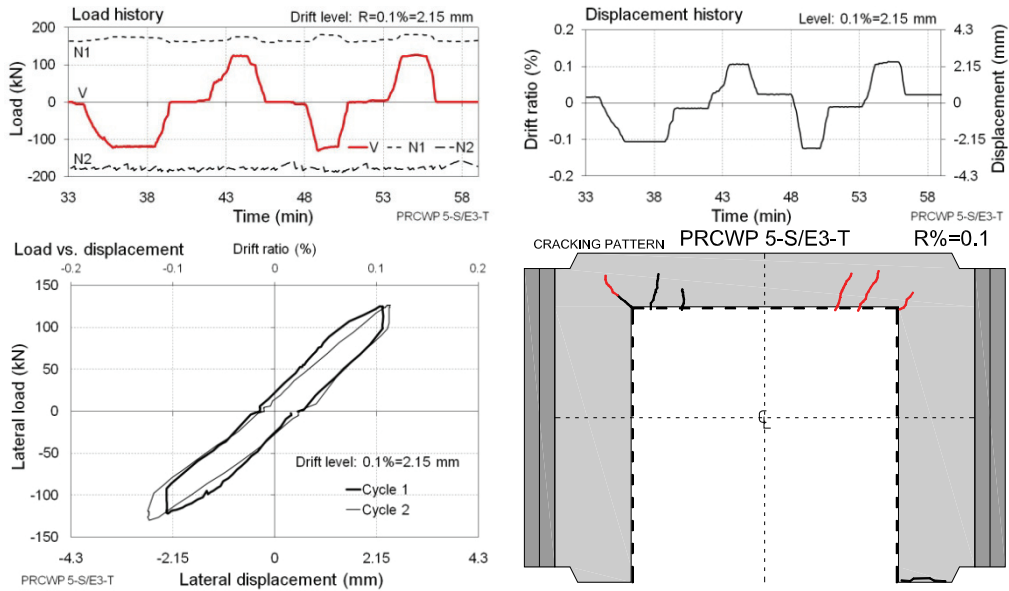 Load history
Drift level: R=0.1%=2.15 mm
200
100
0
-100
-200
Load (kN)
N1
V
N2
V N1 N2
33 38 43 48 53 58
Time (min)
PRCWP 5-S/E3-T
Displacement history
Level: 0.1%=2.15 mm
0.2
0.1
0
-0.1
-0.2
Drift ratio (%)
4.3
2.15
0
-2.15
-4.3
Displacement (mm)
33 38 43 48 53 58
Time (min)
PRCWP 5-S/E3-T
Load vs. displacement
Drift ratio (%)
-0.2 -0.1 0 0.1 0.2
150
100
50
0
-50
-100
-150
Lateral load (kN)
Drift level: 0.1%=2.15 mm
Cycle 1
Cycle 2
-4.3 -2.15 0 2.15 4.3
PRCWP 5-S/E3-T
Lateral displacement (mm)
CRACKING PATTERN PRCWP 5-S/E3-T R%=0.1
℄